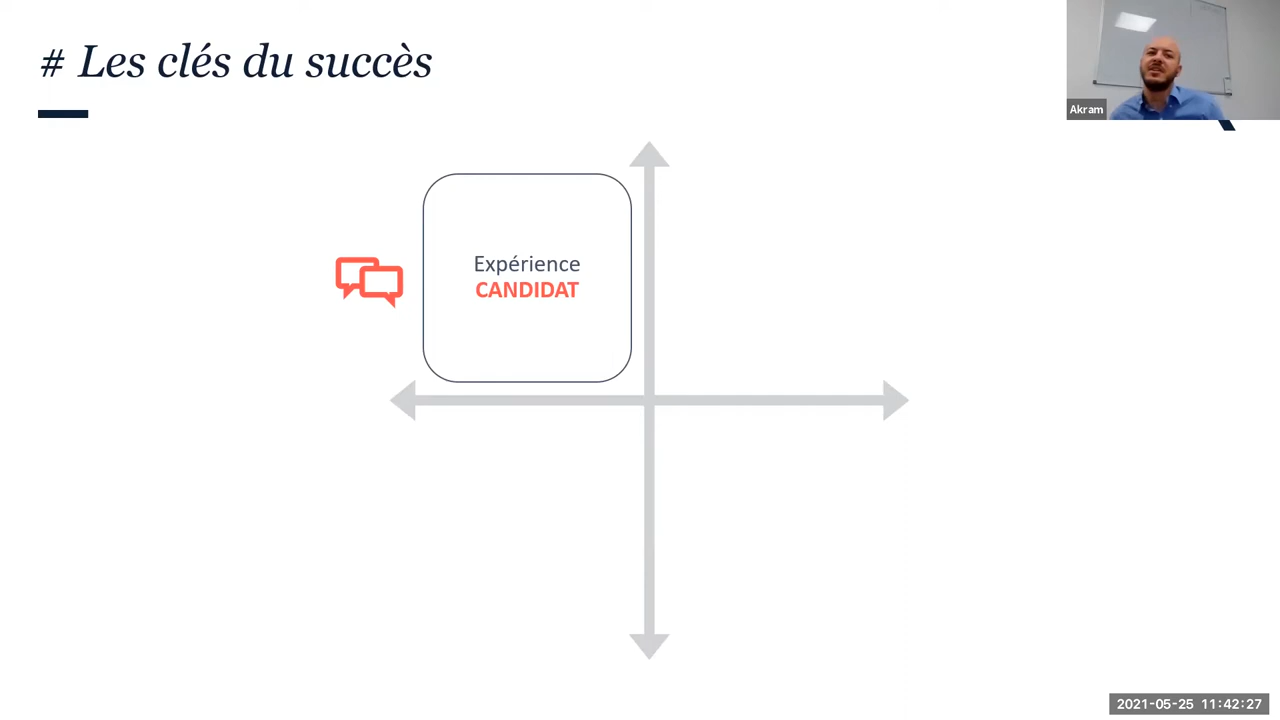 # Les clés du succès
Akram
Expérience
CANDIDAT
2021-05-25 11:42:27